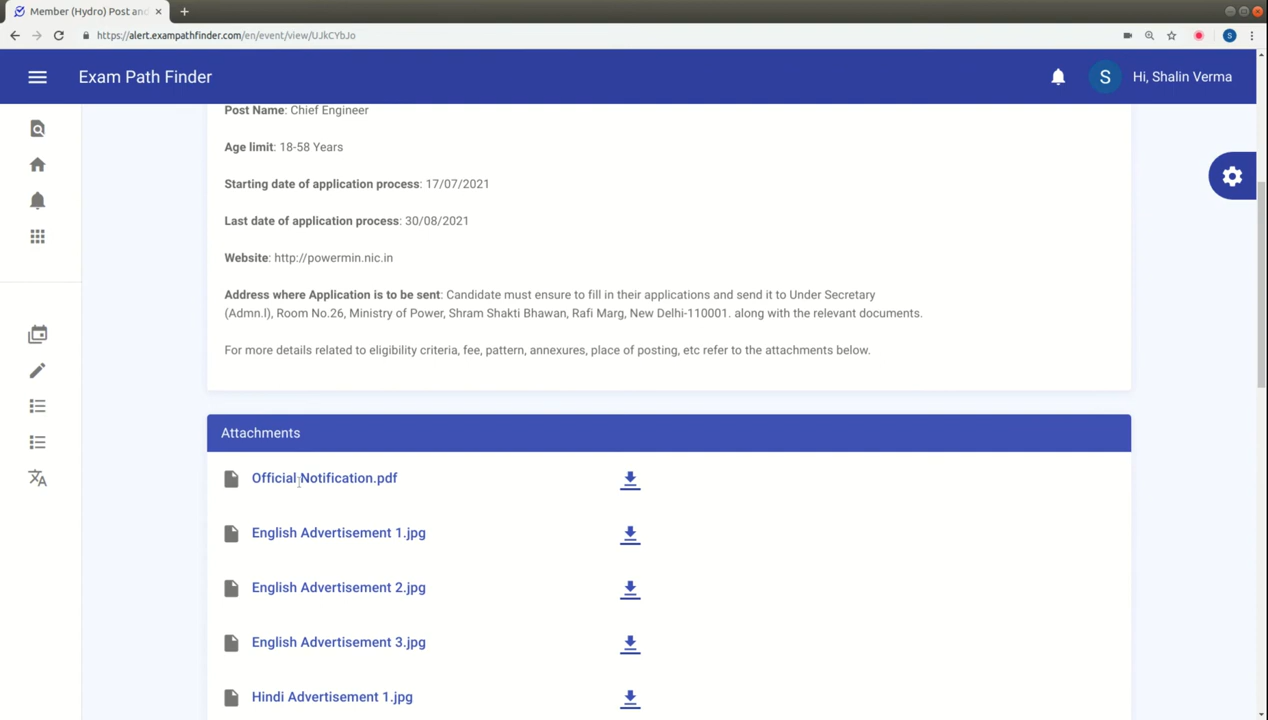 Member (Hydro) Post and
https://alert.exampathfinder.com/en/event/view/UJkCYbJo
S
Exam Path Finder
S
Hi, Shalin Verma
Post Name: Chief Engineer
Age limit: 18-58 Years
Starting date of application process: 17/07/2021
Last date of application process: 30/08/2021
Website: http://powermin.nic.in
Address where Application is to be sent: Candidate must ensure to fill in their applications and send it to Under Secretary
(Admn.I), Room No.26, Ministry of Power, Shram Shakti Bhawan, Rafi Marg, New Delhi-110001. along with the relevant documents.
For more details related to eligibility criteria, fee, pattern, annexures, place of posting, etc refer to the attachments below.
Attachments
Official Notification.pdf
English Advertisement 1.jpg
English Advertisement 2.jpg
English Advertisement 3.jpg
Hindi Advertisement 1.jpg